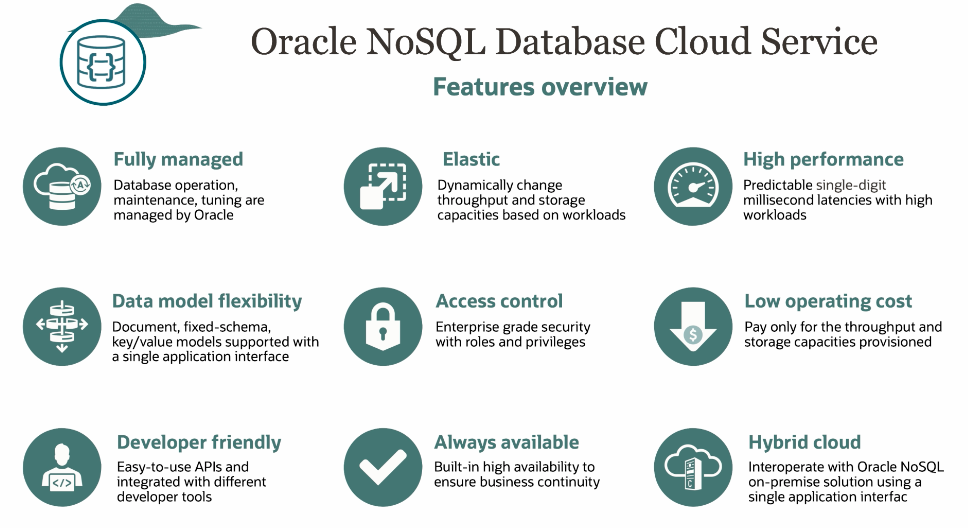 {-}
Oracle NoSQL Database Cloud Service
Features overview
Fully managed
Database operation,
maintenance, tuning are
managed by Oracle
A
Elastic
Dynamically change
throughput and storage
capacities based on workloads
High performance
Predictable single-digit
millisecond latencies with high
workloads
Data model flexibility
Document, fixed-schema,
key/value models supported with
a single application interface
Access control
Enterprise grade security
with roles and privileges
Low operating cost
Pay only for the throughput and
storage capacities provisioned
$
Developer friendly
Easy-to-use APIs and
integrated with different
developer tools
</>
Always available
Built-in high availability to
ensure business continuity
Hybrid cloud
Interoperate with Oracle NoSQL
on-premise solution using a
single application interfac